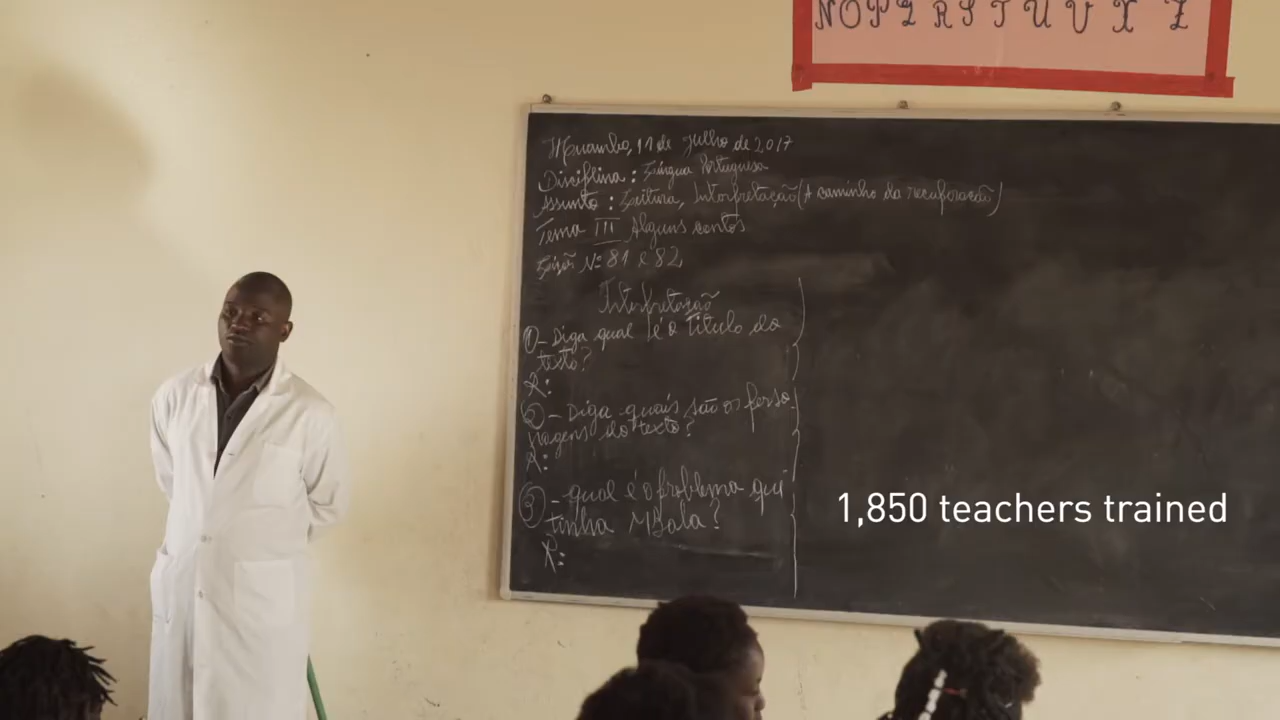 N O P Q R S T U V X Z
Huambo, 11 de Julho de 2017
Disciplina: Língua Portuguesa
Assunto: Leitura, Interpretação (A caminho da recuperação)
Tema III Alguns contos
Lição Nº 81 e 82
Interpretação
1- Diga qual é o título do
texto?
R:
2- Diga quais são os perso
nagens do texto?
R:
3- qual é o problema que
tinha MBala?
R:
1,850 teachers trained